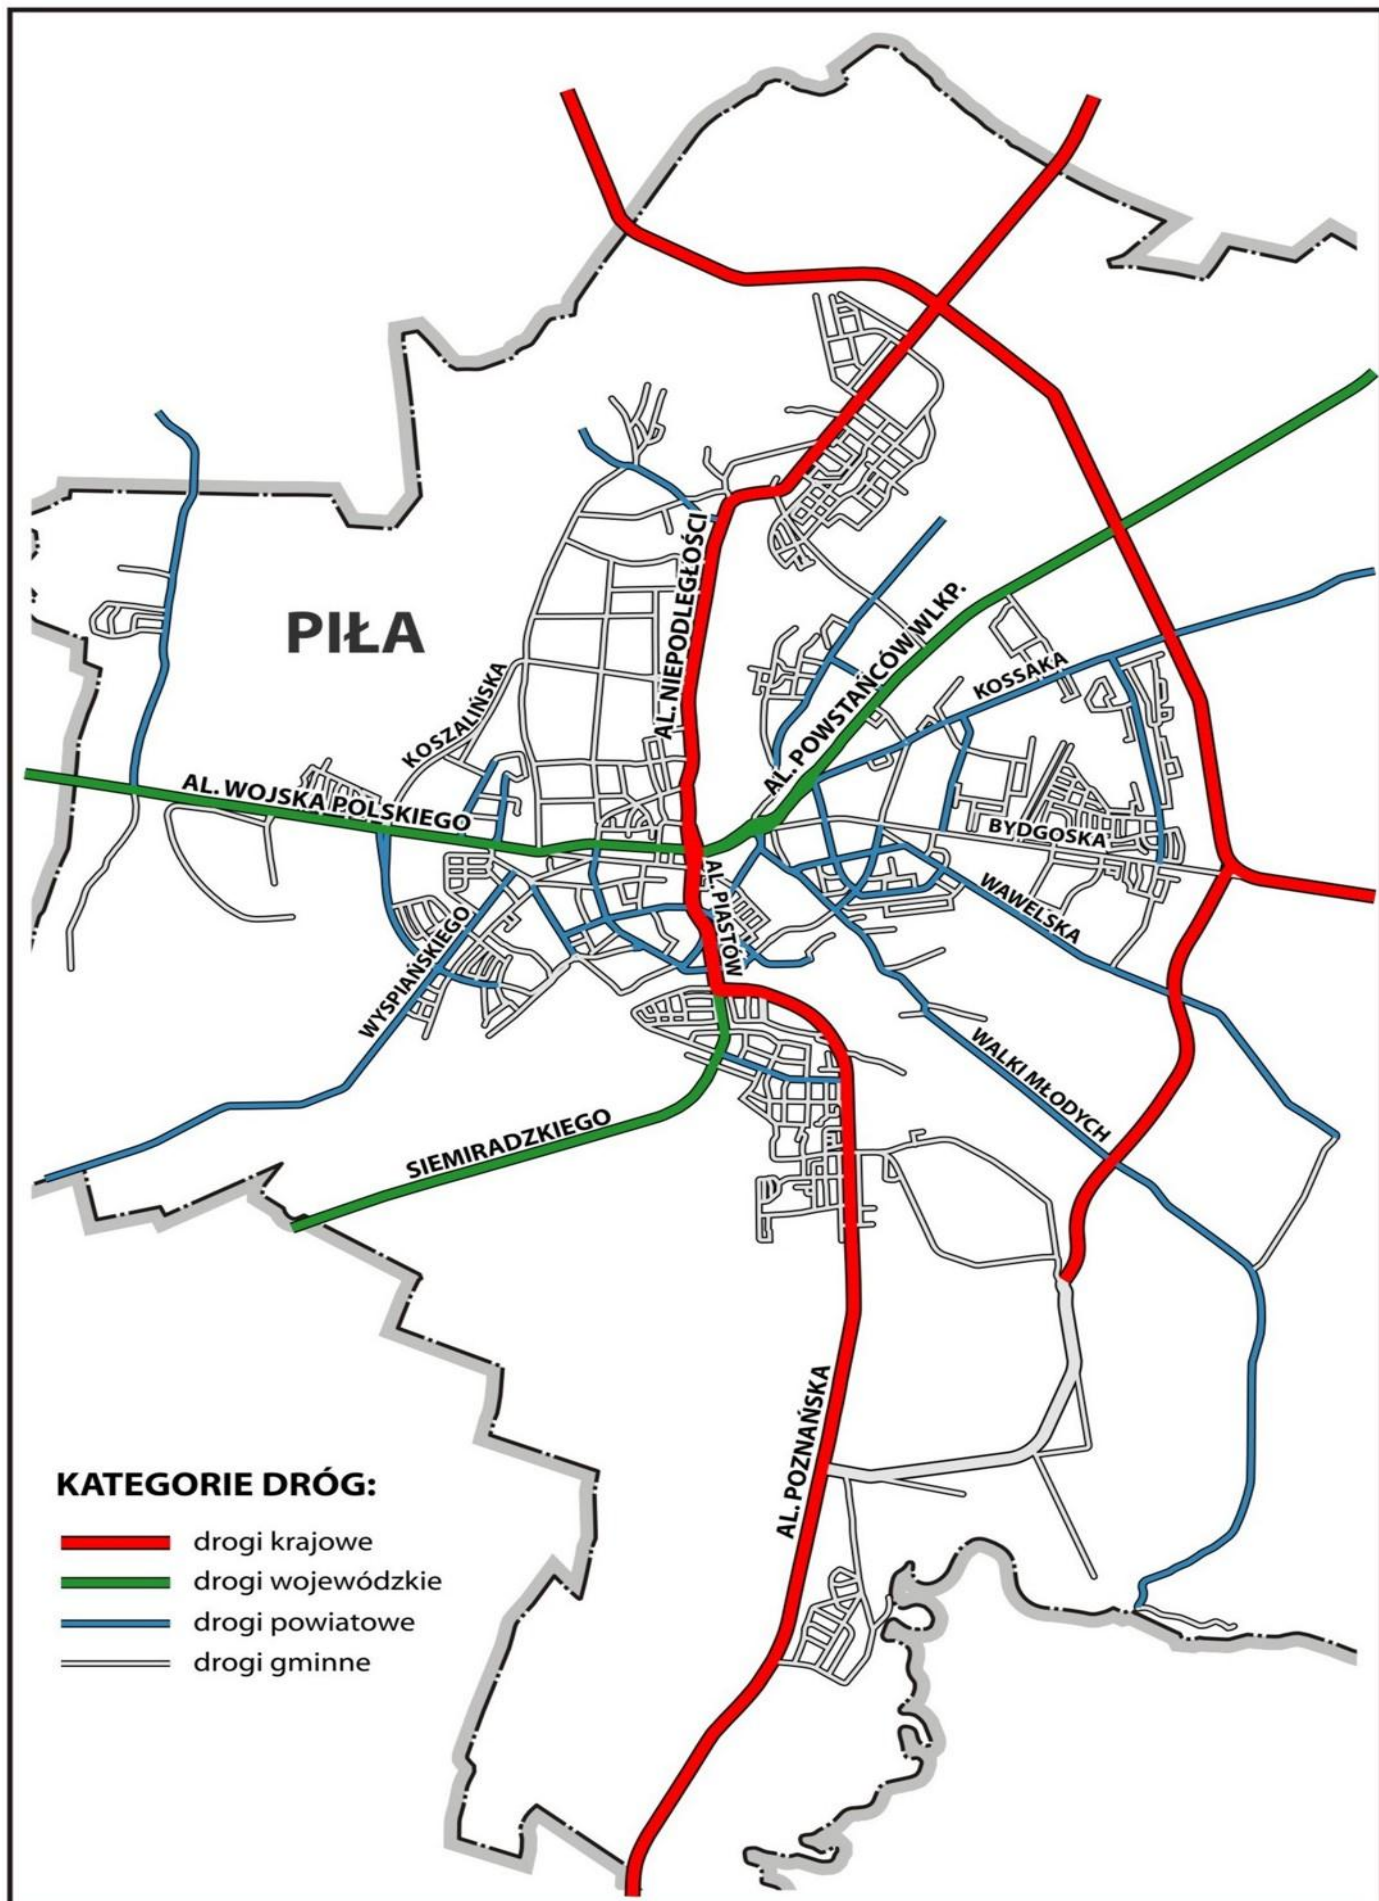 PIŁA
AL. NIEPODLEGŁOŚCI
AL. POWSTAŃCÓW WLKP.
KOSSAKA
KOSZALIŃSKA
AL. WOJSKA POLSKIEGO
BYDGOSKA
AL. PIASTÓW
WAWELSKA
WYSPIAŃSKIEGO
WALKI MŁODYCH
SIEMIRADZKIEGO
AL. POZNAŃSKA
KATEGORIE DRÓG:
drogi krajowe
drogi wojewódzkie
drogi powiatowe
drogi gminne